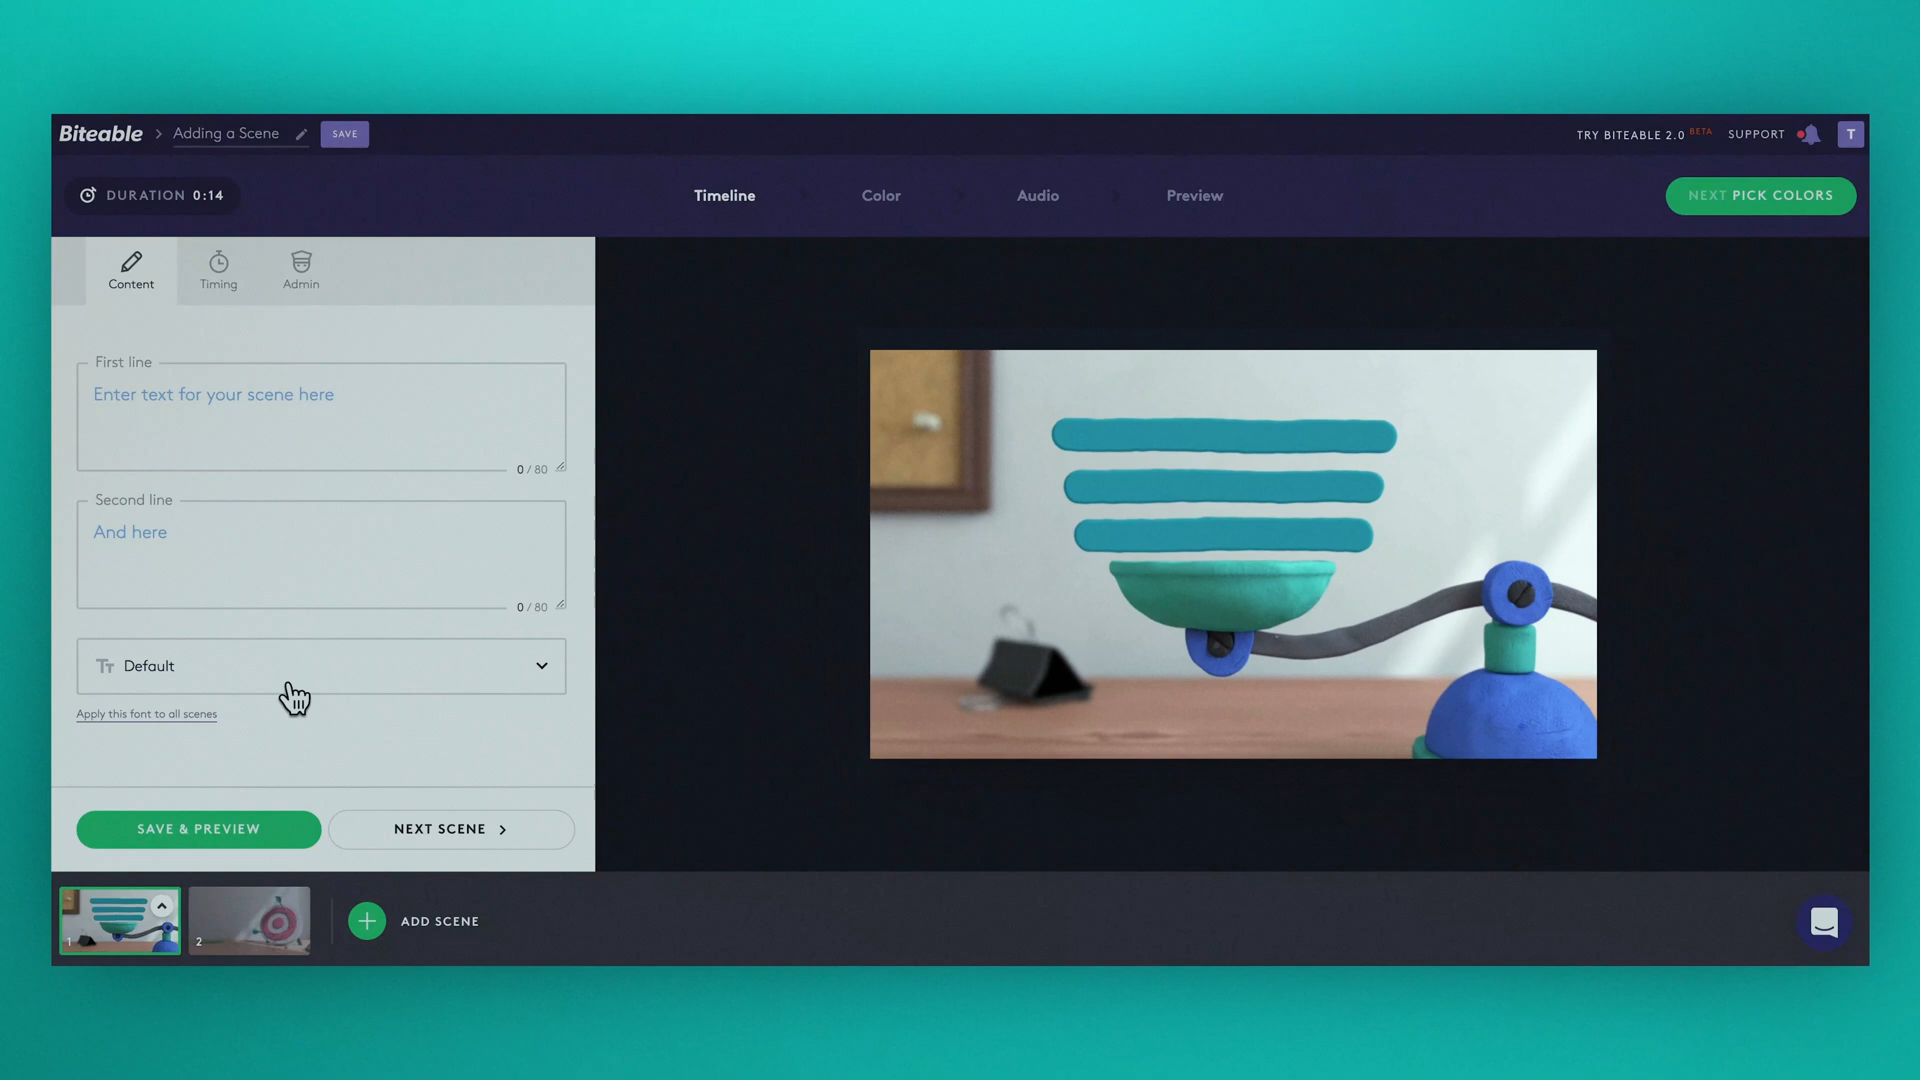 Biteable > Adding a Scene SAVE
TRY BITEABLE 2.0 BETA SUPPORT T
DURATION 0:14
Timeline Color Audio Preview
NEXT PICK COLORS
Content Timing Admin
First line
Enter text for your scene here
0 / 80
Second line
And here
0 / 80
Tт Default
Apply this font to all scenes
SAVE & PREVIEW NEXT SCENE >
1 2 ADD SCENE